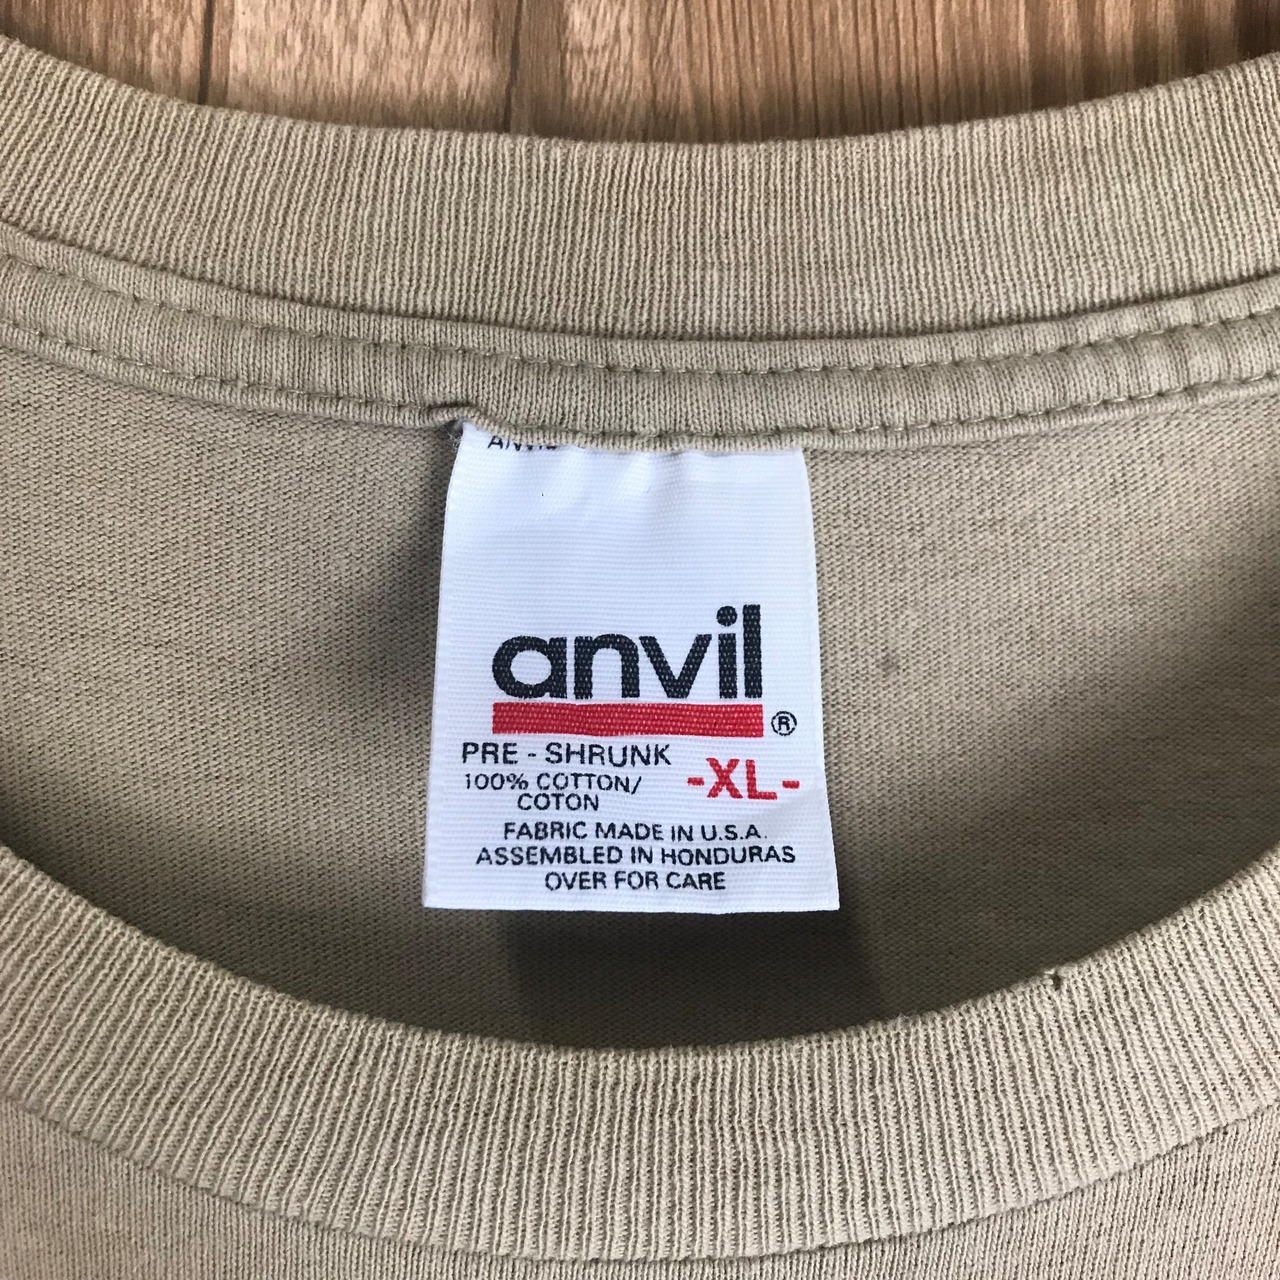 anvil
®
PRE - SHRUNK
-XL-
100% COTTON/
COTON
FABRIC MADE IN U.S.A.
ASSEMBLED IN HONDURAS
OVER FOR CARE